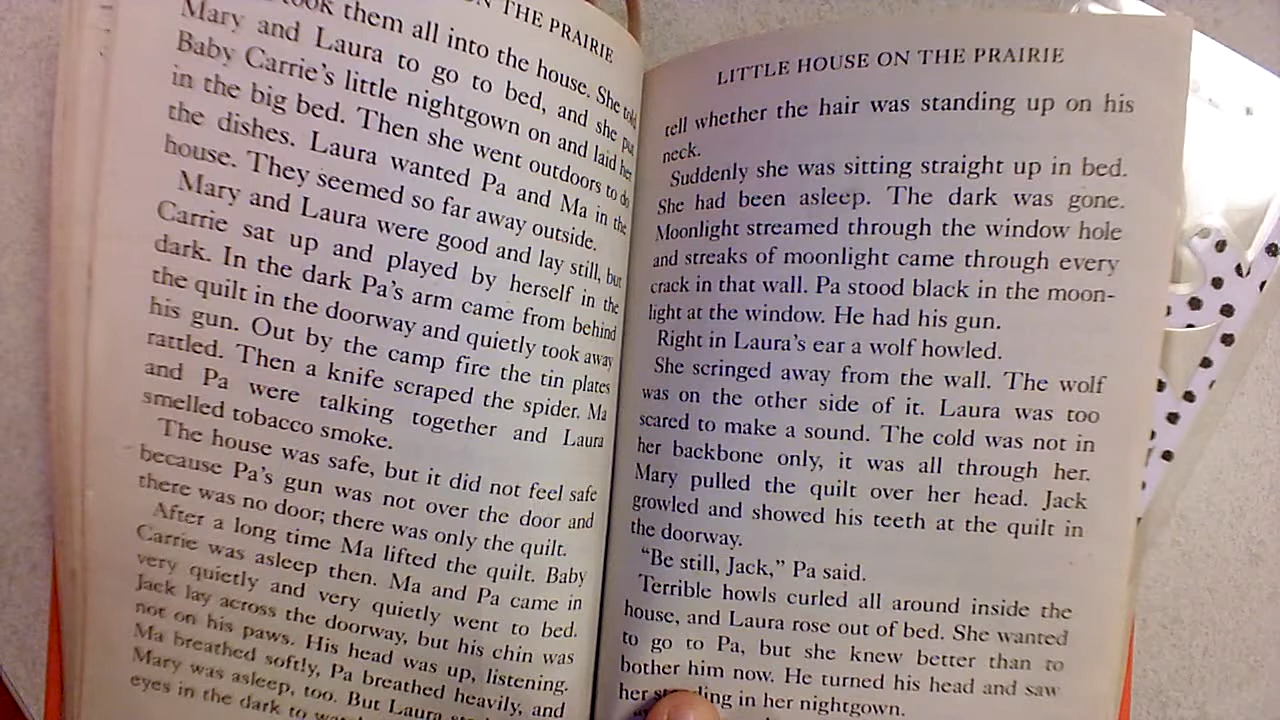 ON THE PRAIRIE
took them all into the house. She told
Mary and Laura to go to bed, and she put
Baby Carrie's little nightgown on and laid her
in the big bed. Then she went outdoors to do
the dishes. Laura wanted Pa and Ma in the
house. They seemed so far away outside.
Mary and Laura were good and lay still, but
Carrie sat up and played by herself in the
dark. In the dark Pa's arm came from behind
the quilt in the doorway and quietly took away
his gun. Out by the camp fire the tin plates
rattled. Then a knife scraped the spider. Ma
and Pa were talking together and Laura
smelled tobacco smoke.
The house was safe, but it did not feel safe
because Pa's gun was not over the door and
there was no door; there was only the quilt.
After a long time Ma lifted the quilt. Baby
Carrie was asleep then. Ma and Pa came in
very quietly and very quietly went to bed.
Jack lay across the doorway, but his chin was
not on his paws. His head was up, listening.
Ma breathed softly, Pa breathed heavily, and
Mary was asleep, too. But Laura
eyes in the dark to
LITTLE HOUSE ON THE PRAIRIE
tell whether the hair was standing up on his
neck.
Suddenly she was sitting straight up in bed.
She had been asleep. The dark was gone.
Moonlight streamed through the window hole
and streaks of moonlight came through every
crack in that wall. Pa stood black in the moon-
light at the window. He had his gun.
Right in Laura's ear a wolf howled.
She scringed away from the wall. The wolf
was on the other side of it. Laura was too
scared to make a sound. The cold was not in
her backbone only, it was all through her.
Mary pulled the quilt over her head. Jack
growled and showed his teeth at the quilt in
the doorway.
"Be still, Jack," Pa said.
Terrible howls curled all around inside the
house, and Laura rose out of bed. She wanted
to go to Pa, but she knew better than to
bother him now. He turned his head and saw
her in her nightgown.